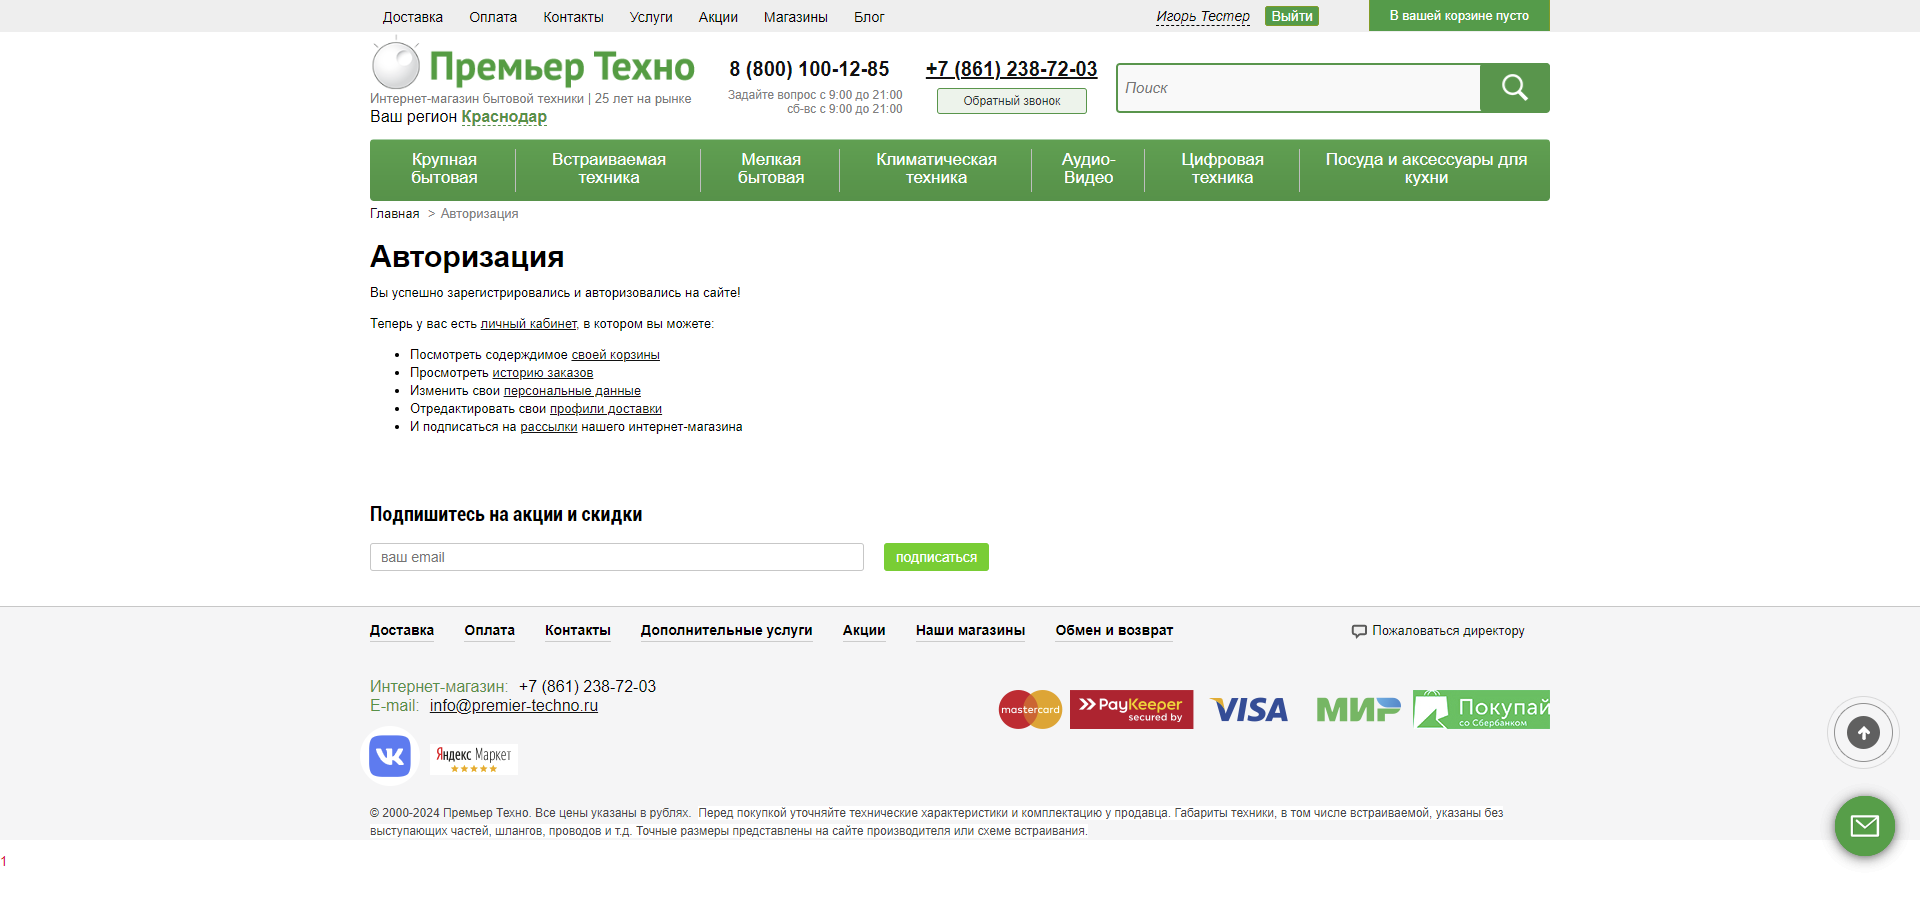 Доставка Оплата Контакты Услуги Акции Магазины Блог Игорь Тестер Выйти В вашей корзине пусто
Премьер Техно
Интернет-магазин бытовой техники | 25 лет на рынке
Ваш регион Краснодар
8 (800) 100-12-85
Задайте вопрос с 9:00 до 21:00
сб-вс с 9:00 до 21:00
+7 (861) 238-72-03
Обратный звонок
Поиск
Крупная бытовая
Встраиваемая техника
Мелкая бытовая
Климатическая техника
Аудио-Видео
Цифровая техника
Посуда и аксессуары для кухни
Главная > Авторизация
Авторизация
Вы успешно зарегистрировались и авторизовались на сайте!
Теперь у вас есть личный кабинет, в котором вы можете:
• Посмотреть содерждимое своей корзины
• Просмотреть историю заказов
• Изменить свои персональные данные
• Отредактировать свои профили доставки
• И подписаться на рассылки нашего интернет-магазина
Подпишитесь на акции и скидки
ваш email подписаться
Доставка Оплата Контакты Дополнительные услуги Акции Наши магазины Обмен и возврат Пожаловаться директору
Интернет-магазин: +7 (861) 238-72-03
E-mail: info@premier-techno.ru
mastercard
PayKeeper
secured by
VISA
МИР
Покупай
со Сбербанком
Яндекс Маркет
© 2000-2024 Премьер Техно. Все цены указаны в рублях. Перед покупкой уточняйте технические характеристики и комплектацию у продавца. Габариты техники, в том числе встраиваемой, указаны без
выступающих частей, шлангов, проводов и т.д. Точные размеры представлены на сайте производителя или схеме встраивания.
1